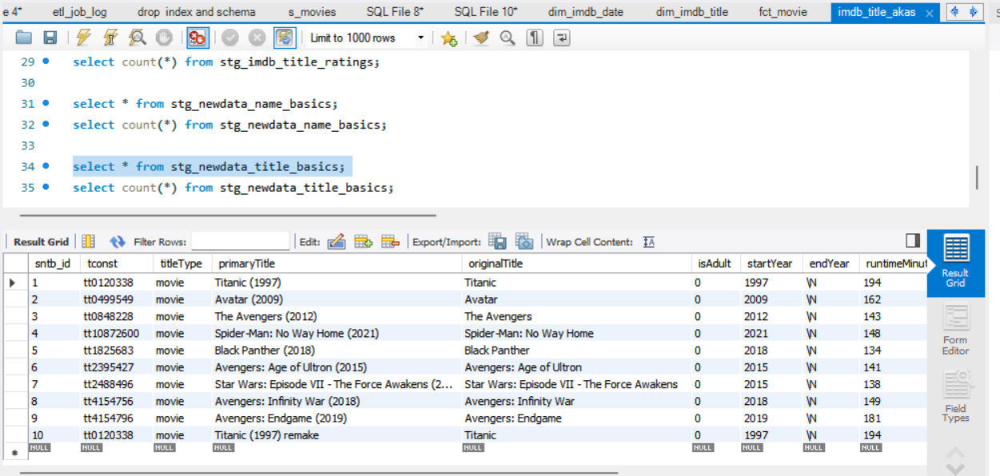 e 4* etl_job_log drop index and schema s_movies SQL File 8* SQL File 10* dim_imdb_date dim_imdb_title fct_movie imdb_title_akas
Limit to 1000 rows
29 select count(*) from stg_imdb_title_ratings;
30
31 select * from stg_newdata_name_basics;
32 select count(*) from stg_newdata_name_basics;
33
34 select * from stg_newdata_title_basics;
35 select count(*) from stg_newdata_title_basics;
Result Grid Filter Rows: Edit: Export/Import: Wrap Cell Content:
sntb_id tconst titleType primaryTitle originalTitle isAdult startYear endYear runtimeMinut
1 tt0120338 movie Titanic (1997) Titanic 0 1997 \N 194
2 tt0499549 movie Avatar (2009) Avatar 0 2009 \N 162
3 tt0848228 movie The Avengers (2012) The Avengers 0 2012 \N 143
4 tt10872600 movie Spider-Man: No Way Home (2021) Spider-Man: No Way Home 0 2021 \N 148
5 tt1825683 movie Black Panther (2018) Black Panther 0 2018 \N 134
6 tt2395427 movie Avengers: Age of Ultron (2015) Avengers: Age of Ultron 0 2015 \N 141
7 tt2488496 movie Star Wars: Episode VII - The Force Awakens (2... Star Wars: Episode VII - The Force Awakens 0 2015 \N 138
8 tt4154756 movie Avengers: Infinity War (2018) Avengers: Infinity War 0 2018 \N 149
9 tt4154796 movie Avengers: Endgame (2019) Avengers: Endgame 0 2019 \N 181
10 tt0120338 movie Titanic (1997) remake Titanic 0 1997 \N 194
NULL NULL NULL NULL NULL NULL NULL NULL NULL
Result
Grid
Form
Editor
Field
Types